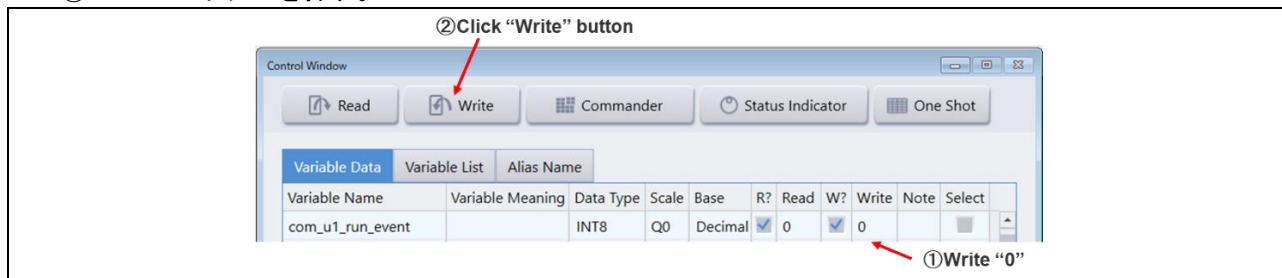 ②Click “Write” button
Control Window
Read Write Commander Status Indicator One Shot
Variable Data Variable List Alias Name
Variable Name Variable Meaning Data Type Scale Base R? Read W? Write Note Select
com_u1_run_event INT8 Q0 Decimal 0 0
①Write “0”